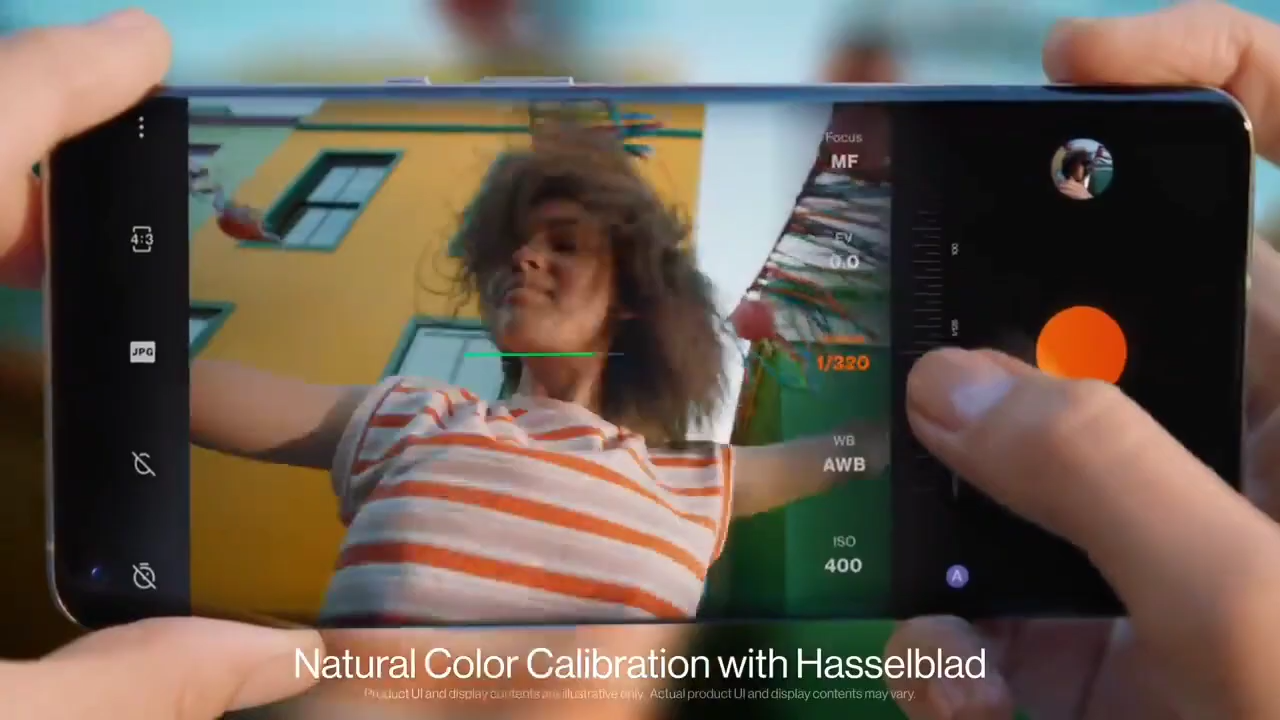 4:3
JPG
Focus
MF
EV
0.0
1/320
WB
AWB
ISO
400
A
Natural Color Calibration with Hasselblad
Product UI and display contents are illustrative only. Actual product UI and display contents may vary.